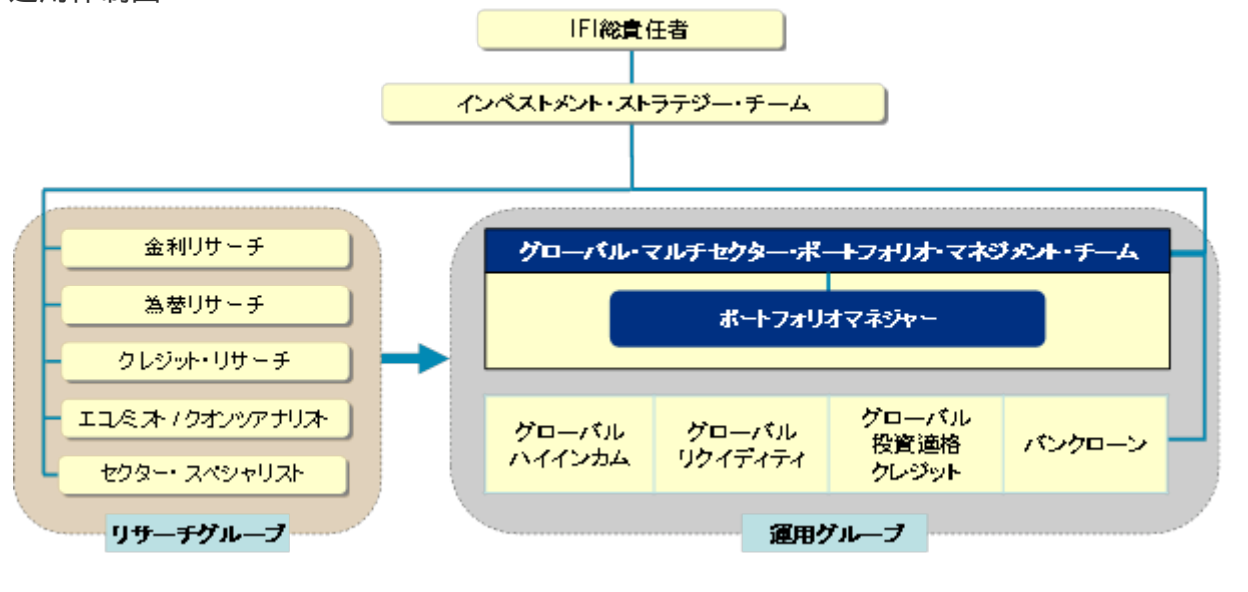 運用体制図
IFI総責任者
インベストメント・ストラテジー・チーム
金利リサーチ
為替リサーチ
クレジット・リサーチ
エコノミスト / クオンツアナリスト
セクター・スペシャリスト
リサーチグループ
グローバル・マルチセクター・ポートフォリオ・マネジメント・チーム
ポートフォリオマネジャー
グローバル
ハイインカム
グローバル
リクイディティ
グローバル
投資適格
クレジット
バンクローン
運用グループ